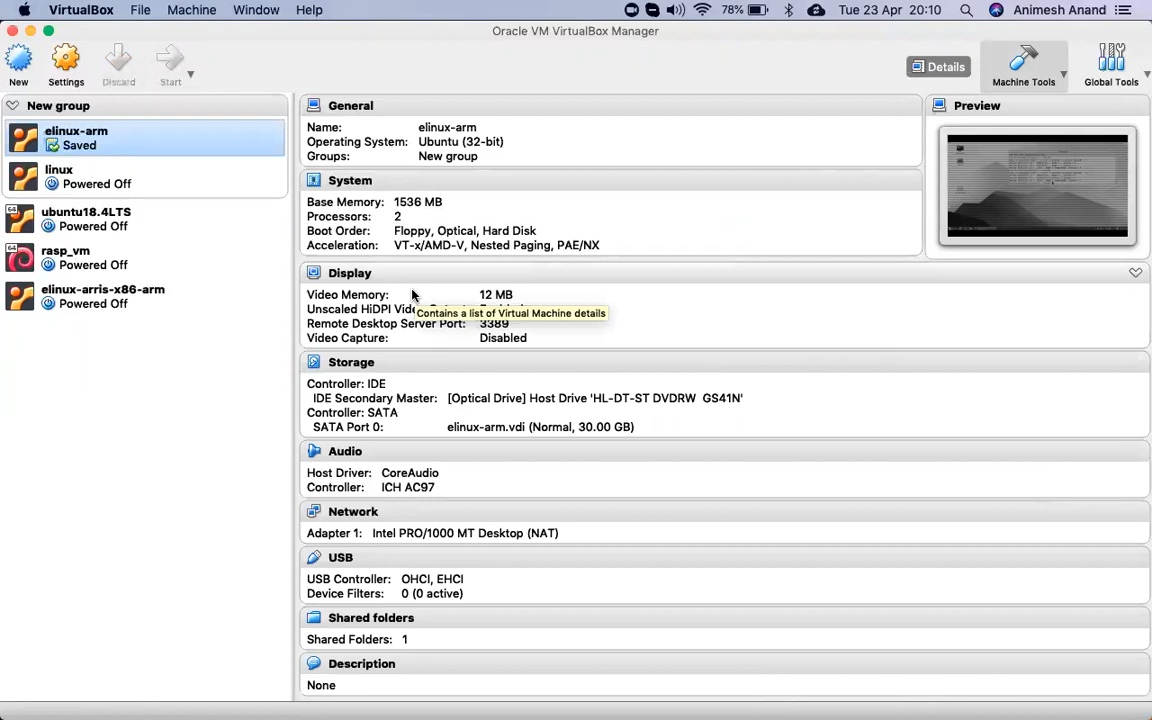 VirtualBox File Machine Window Help 78% Tue 23 Apr 20:10 Animesh Anand
Oracle VM VirtualBox Manager
New Settings Discard Start Details Machine Tools Global Tools
New group
elinux-arm
Saved
linux
Powered Off
64
ubuntu18.4LTS
Powered Off
64
rasp_vm
Powered Off
elinux-arris-x86-arm
Powered Off
General
Name: elinux-arm
Operating System: Ubuntu (32-bit)
Groups: New group
Preview
System
Base Memory: 1536 MB
Processors: 2
Boot Order: Floppy, Optical, Hard Disk
Acceleration: VT-x/AMD-V, Nested Paging, PAE/NX
Display
Video Memory: 12 MB
Unscaled HiDPI
Contains a list of Virtual Machine details
Remote Desktop Server Port: 3389
Video Capture: Disabled
Storage
Controller: IDE
IDE Secondary Master: [Optical Drive] Host Drive 'HL-DT-ST DVDRW GS41N'
Controller: SATA
SATA Port 0: elinux-arm.vdi (Normal, 30.00 GB)
Audio
Host Driver: CoreAudio
Controller: ICH AC97
Network
Adapter 1: Intel PRO/1000 MT Desktop (NAT)
USB
USB Controller: OHCI, EHCI
Device Filters: 0 (0 active)
Shared folders
Shared Folders: 1
Description
None